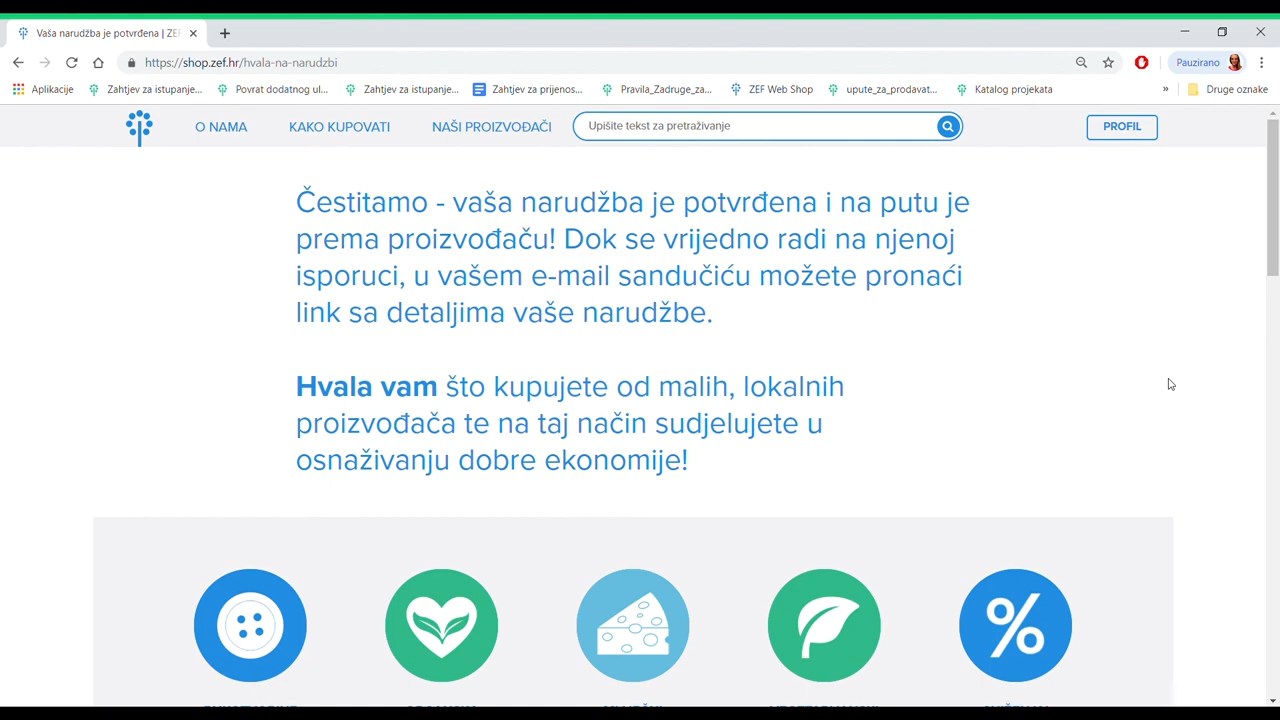 Vaša narudžba je potvrđena | ZEF
https://shop.zef.hr/hvala-na-narudzbi
Pauzirano
Aplikacije
Zahtjev za istupanje...
Povrat dodatnog ul...
Zahtjev za istupanje...
Zahtjev za prijenos...
Pravila_Zadruge_za...
ZEF Web Shop
upute_za_prodavat...
Katalog projekata
»
Druge oznake
O NAMA
KAKO KUPOVATI
NAŠI PROIZVOĐAČI
Upišite tekst za pretraživanje
PROFIL
Čestitamo - vaša narudžba je potvrđena i na putu je
prema proizvođaču! Dok se vrijedno radi na njenoj
isporuci, u vašem e-mail sandučiću možete pronaći
link sa detaljima vaše narudžbe.
Hvala vam što kupujete od malih, lokalnih
proizvođača te na taj način sudjelujete u
osnaživanju dobre ekonomije!
%